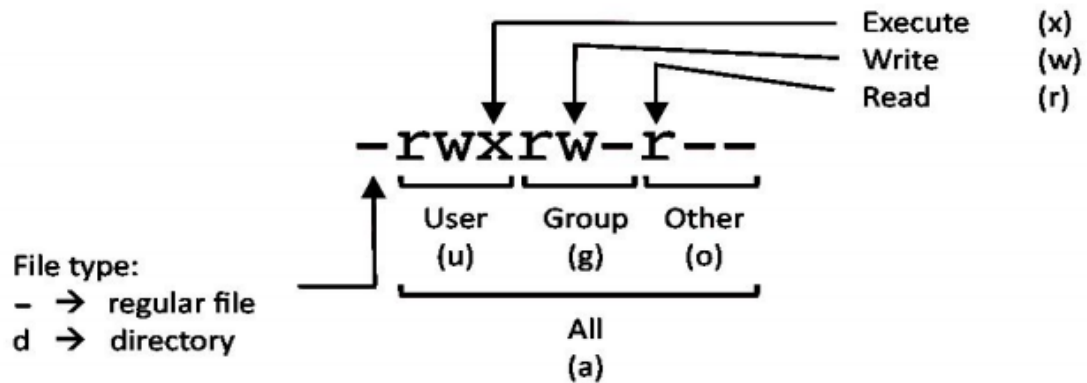 Execute (x)
Write (w)
Read (r)
-rwxrw-r--
User Group Other
(u) (g) (o)
File type:
– → regular file
d → directory
All
(a)